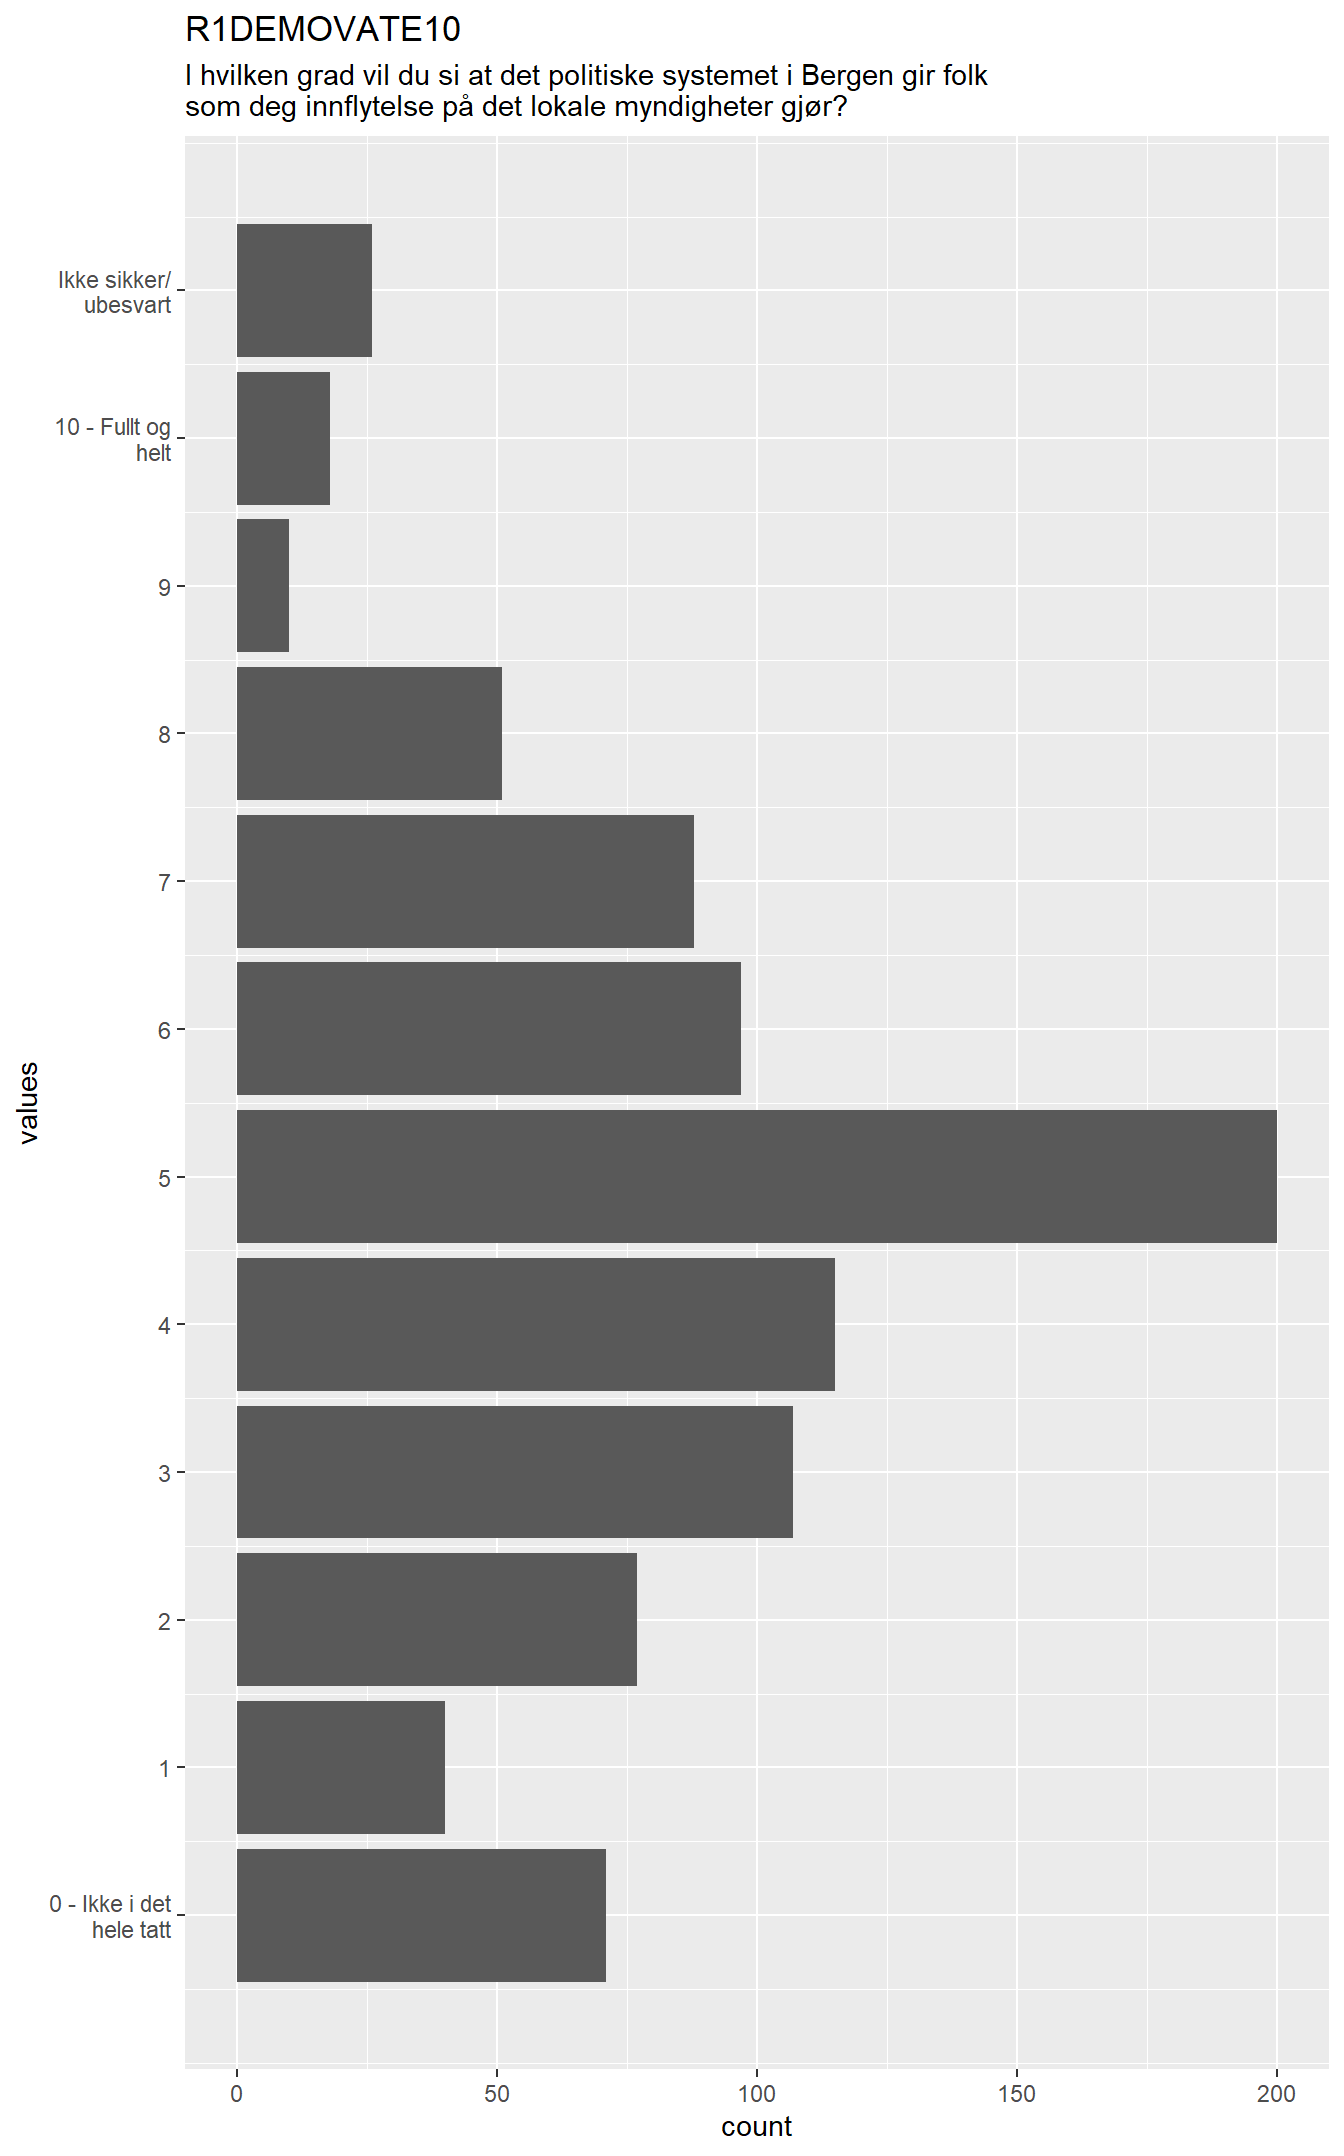 R1DEMOVATE10
I hvilken grad vil du si at det politiske systemet i Bergen gir folk
som deg innflytelse på det lokale myndigheter gjør?
Ikke sikker/
ubesvart
10 - Fullt og
helt
9
8
7
6
5
4
3
2
1
0 - Ikke i det
hele tatt
values
0
50
100
150
200
count